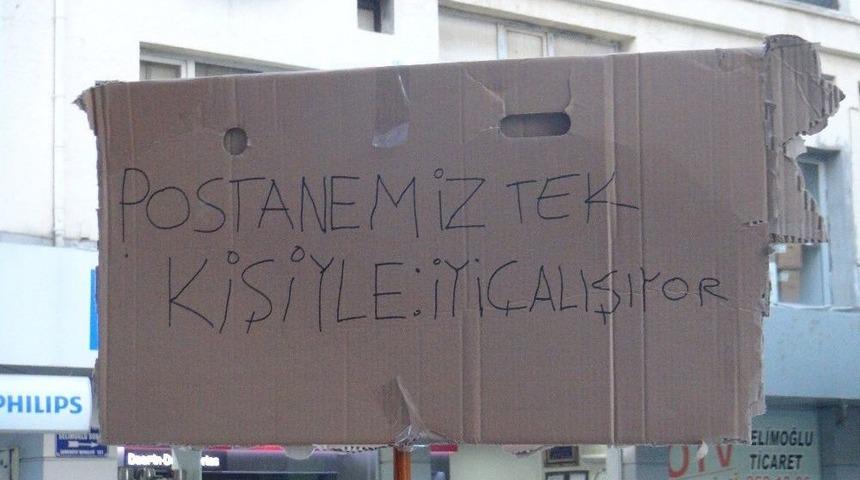 POSTANEMİZ TEK
KİŞİYLE: İYİ ÇALIŞIYOR
PHILIPS
ELİMOĞLU
TİCARET